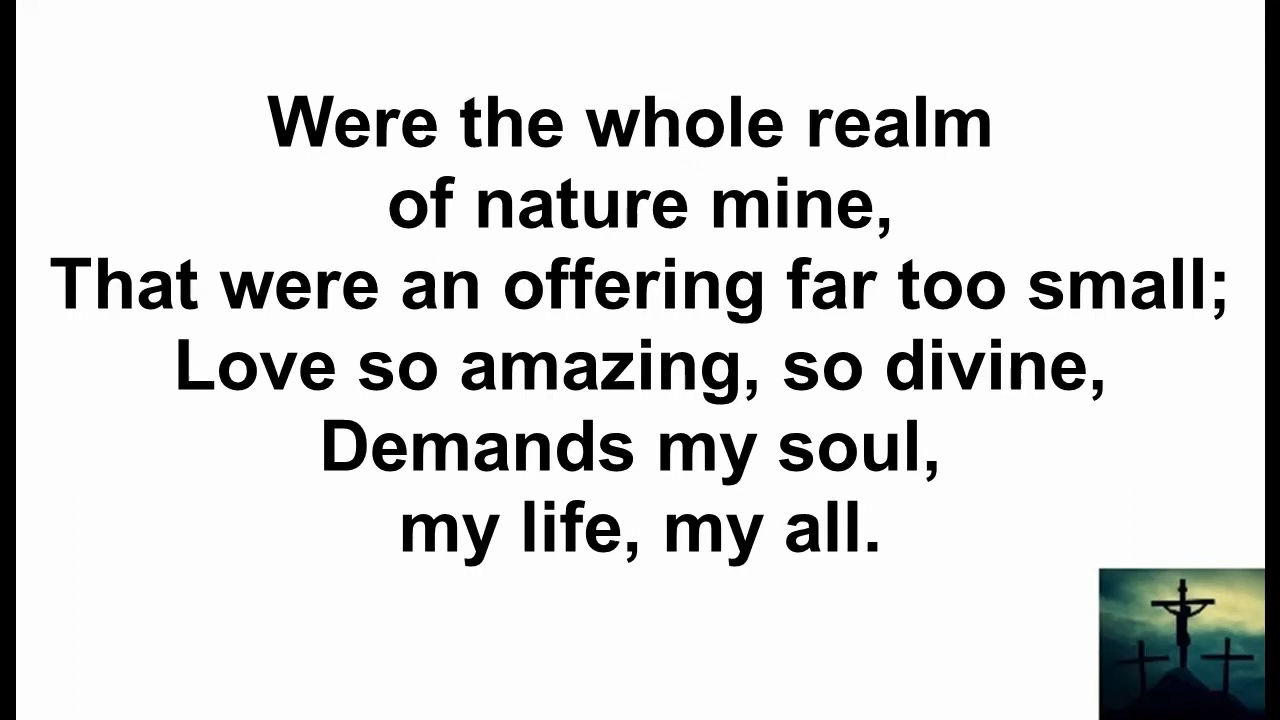 Were the whole realm
of nature mine,
That were an offering far too small;
Love so amazing, so divine,
Demands my soul,
my life, my all.